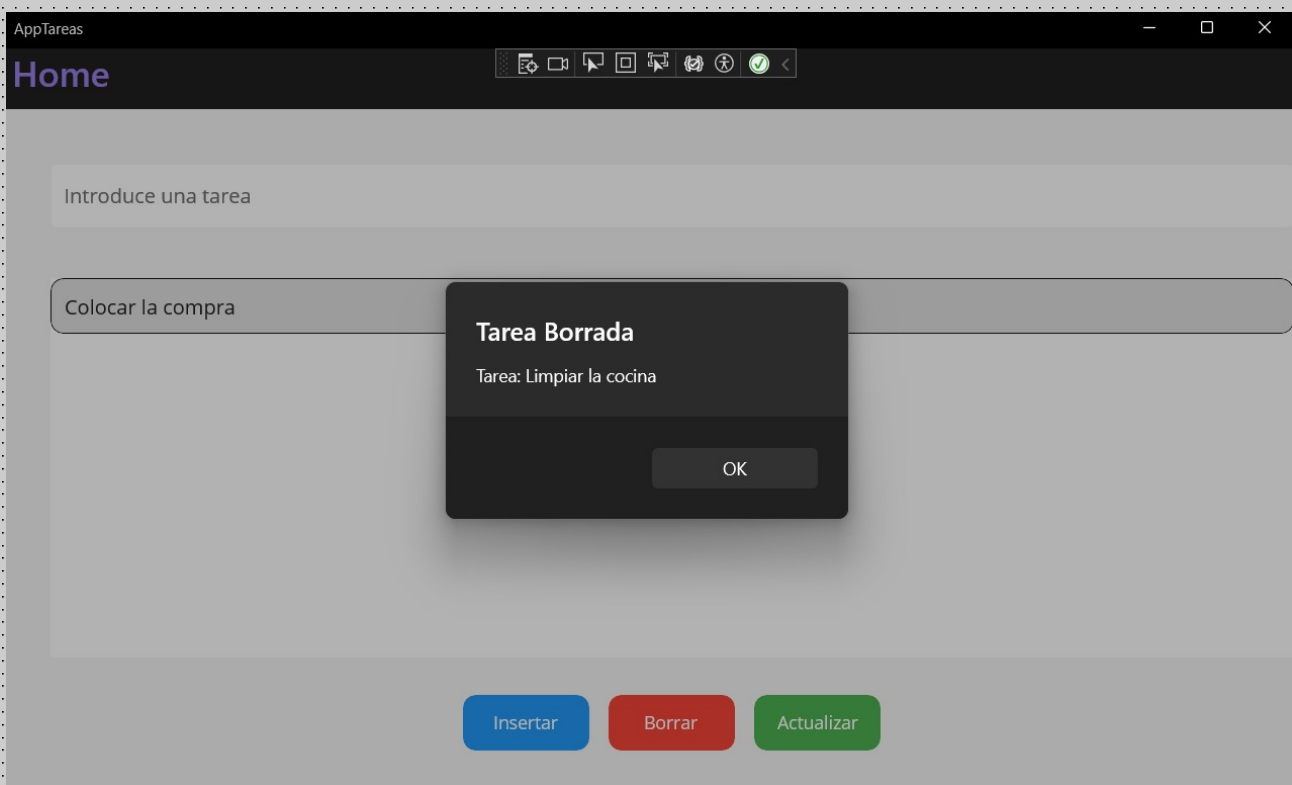 AppTareas
Home
Introduce una tarea
Colocar la compra
Tarea Borrada
Tarea: Limpiar la cocina
OK
Insertar
Borrar
Actualizar